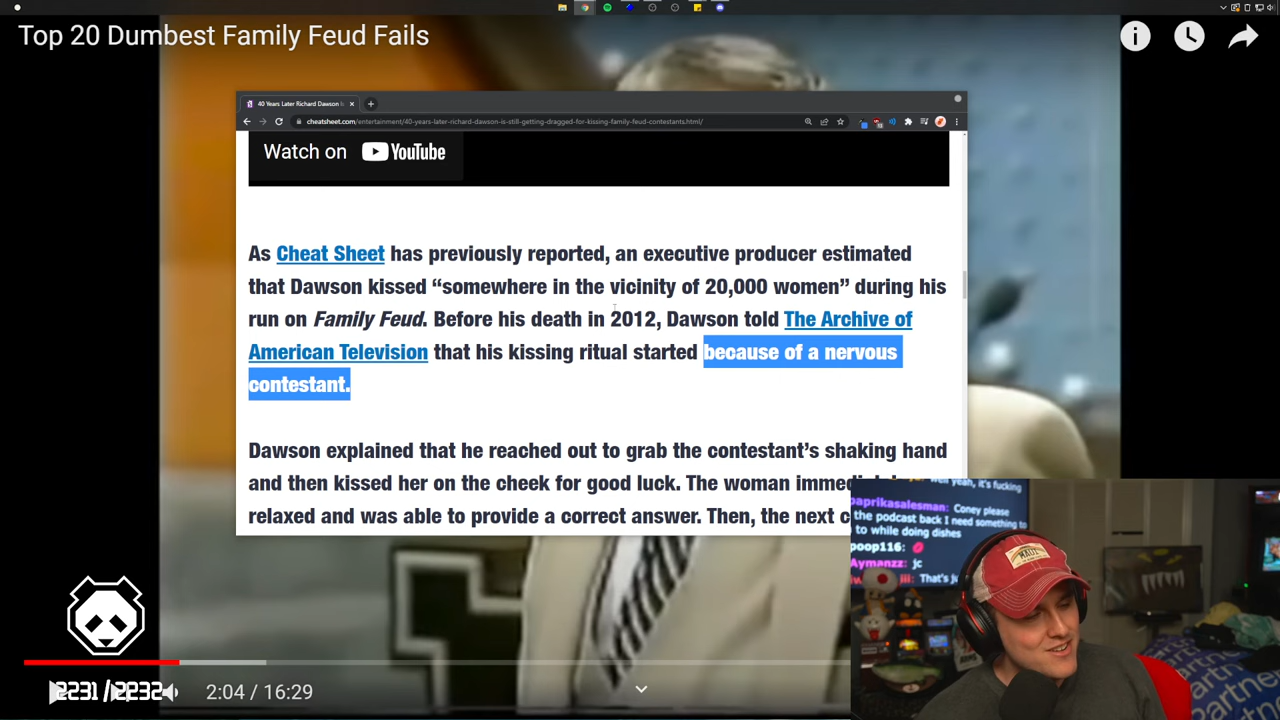 Top 20 Dumbest Family Feud Fails
40 Years Later Richard Dawson
cheatsheet.com/entertainment/40-years-later-richard-dawson-is-still-getting-dragged-for-kissing-family-feud-contestants.html/
Watch on YouTube
As Cheat Sheet has previously reported, an executive producer estimated
that Dawson kissed “somewhere in the vicinity of 20,000 women” during his
run on Family Feud. Before his death in 2012, Dawson told The Archive of
American Television that his kissing ritual started because of a nervous
contestant.
Dawson explained that he reached out to grab the contestant’s shaking hand
and then kissed her on the cheek for good luck. The woman
relaxed and was able to provide a correct answer. Then, the next
well yeah, it's fucking
paprikasalesman: Coney please
the podcast back I need something
to while doing dishes
poop116:
Aymanzz: jc
iii: That's
2231 / 2232
2:04 / 16:29